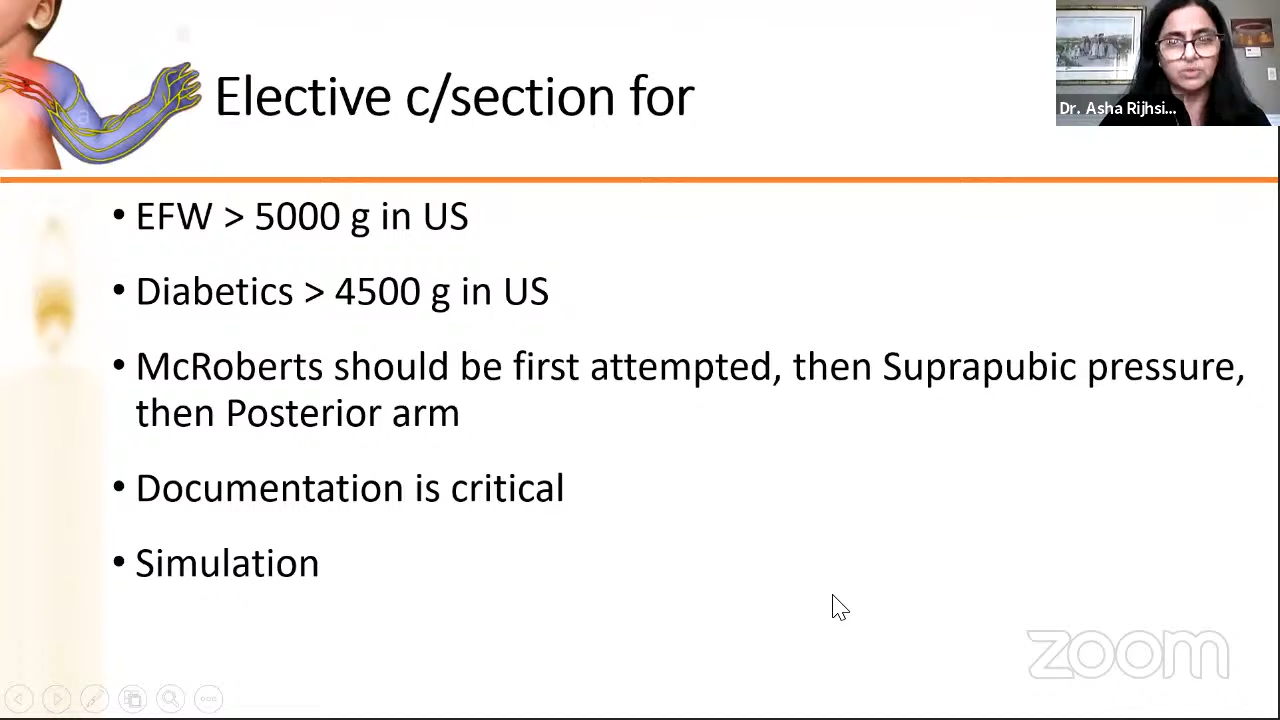 Elective c/section for
Dr. Asha Rijhsi...
• EFW > 5000 g in US
• Diabetics > 4500 g in US
• McRoberts should be first attempted, then Suprapubic pressure,
then Posterior arm
• Documentation is critical
• Simulation
zoom